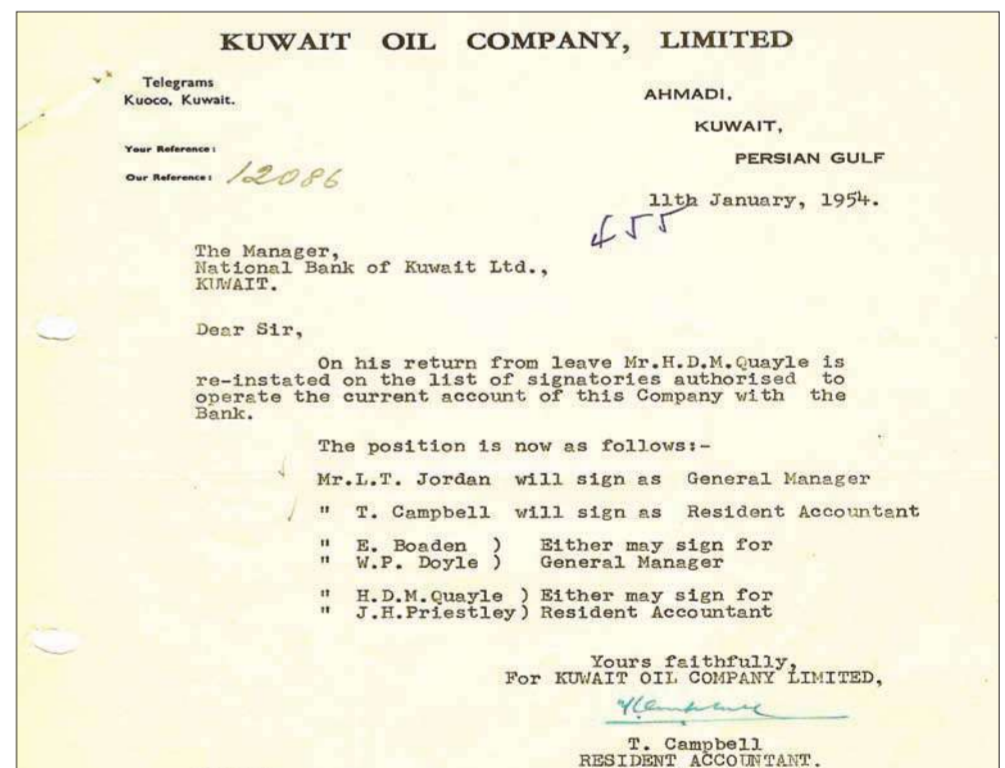 KUWAIT OIL COMPANY, LIMITED
Telegrams
Kuoco, Kuwait.
AHMADI,
KUWAIT,
PERSIAN GULF
Your Reference:
Our Reference: 12086
11th January, 1954.
455
The Manager,
National Bank of Kuwait Ltd.,
KUWAIT.
Dear Sir,
On his return from leave Mr.H.D.M.Quayle is
re-instated on the list of signatories authorised to
operate the current account of this Company with the
Bank.
The position is now as follows:-
Mr.L.T. Jordan will sign as General Manager
" T. Campbell will sign as Resident Accountant
" E. Boaden ) Either may sign for
" W.P. Doyle ) General Manager
" H.D.M.Quayle ) Either may sign for
" J.H.Priestley) Resident Accountant
Yours faithfully,
For KUWAIT OIL COMPANY LIMITED,
T. Campbell
RESIDENT ACCOUNTANT.